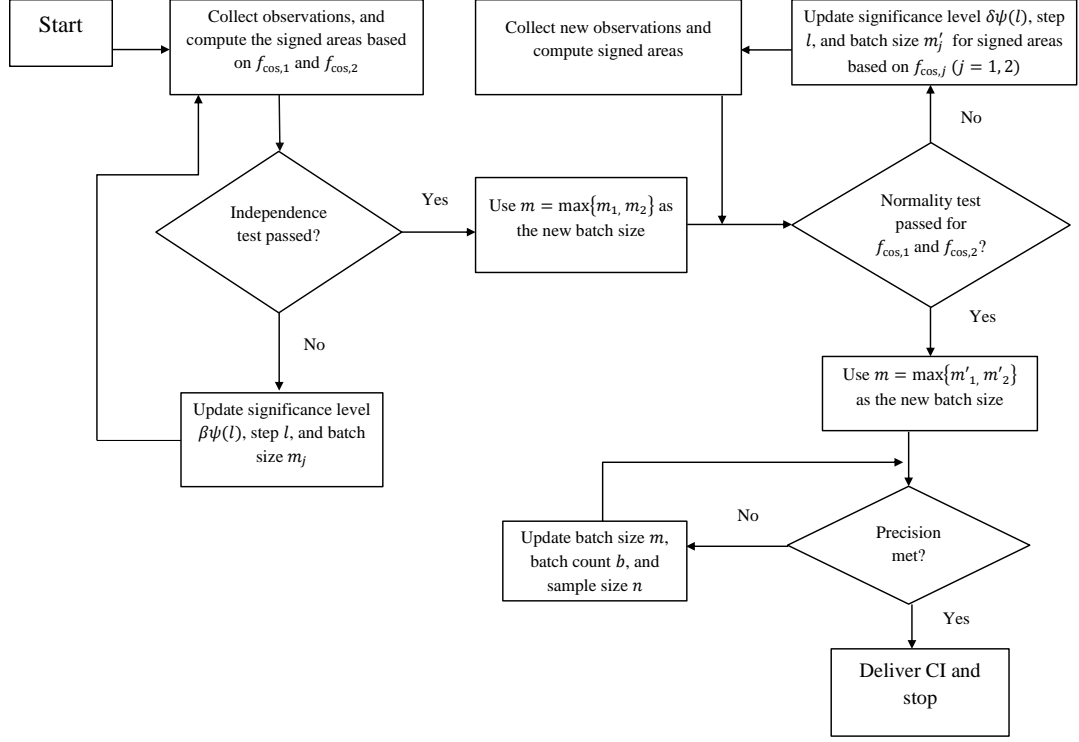 Start
Collect observations, and
compute the signed areas based
on f_cos,1 and f_cos,2
Independence
test passed?
No
Update significance level
βψ(l), step l, and batch
size m_j
Yes
Use m = max{m_1, m_2} as
the new batch size
Collect new observations and
compute signed areas
Update significance level δψ(l), step
l, and batch size m′_j for signed areas
based on f_cos,j (j = 1, 2)
No
Normality test
passed for
f_cos,1 and f_cos,2?
Yes
Use m = max{m′_1, m′_2}
as the new batch size
Precision
met?
No
Update batch size m,
batch count b, and
sample size n
Yes
Deliver CI and
stop